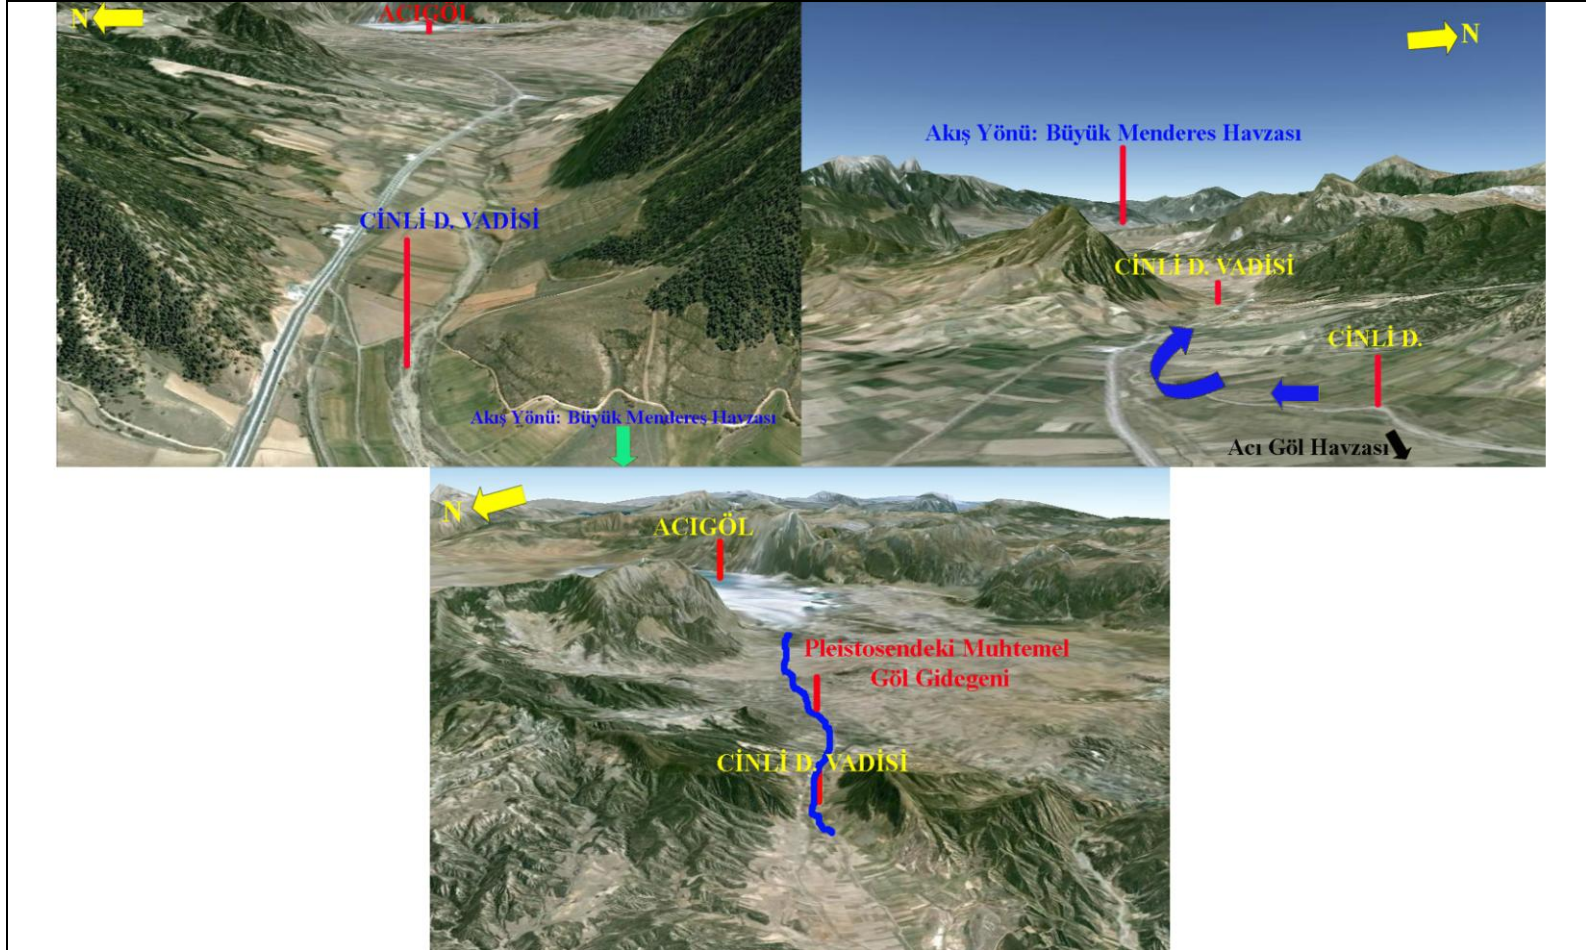 N
ACIGÖL
CİNLİ D. VADİSİ
Akış Yönü: Büyük Menderes Havzası
N
Akış Yönü: Büyük Menderes Havzası
CİNLİ D. VADİSİ
CİNLİ D.
Acı Göl Havzası
N
ACIGÖL
Pleistosendeki Muhtemel
Göl Gidegeni
CİNLİ D. VADİSİ